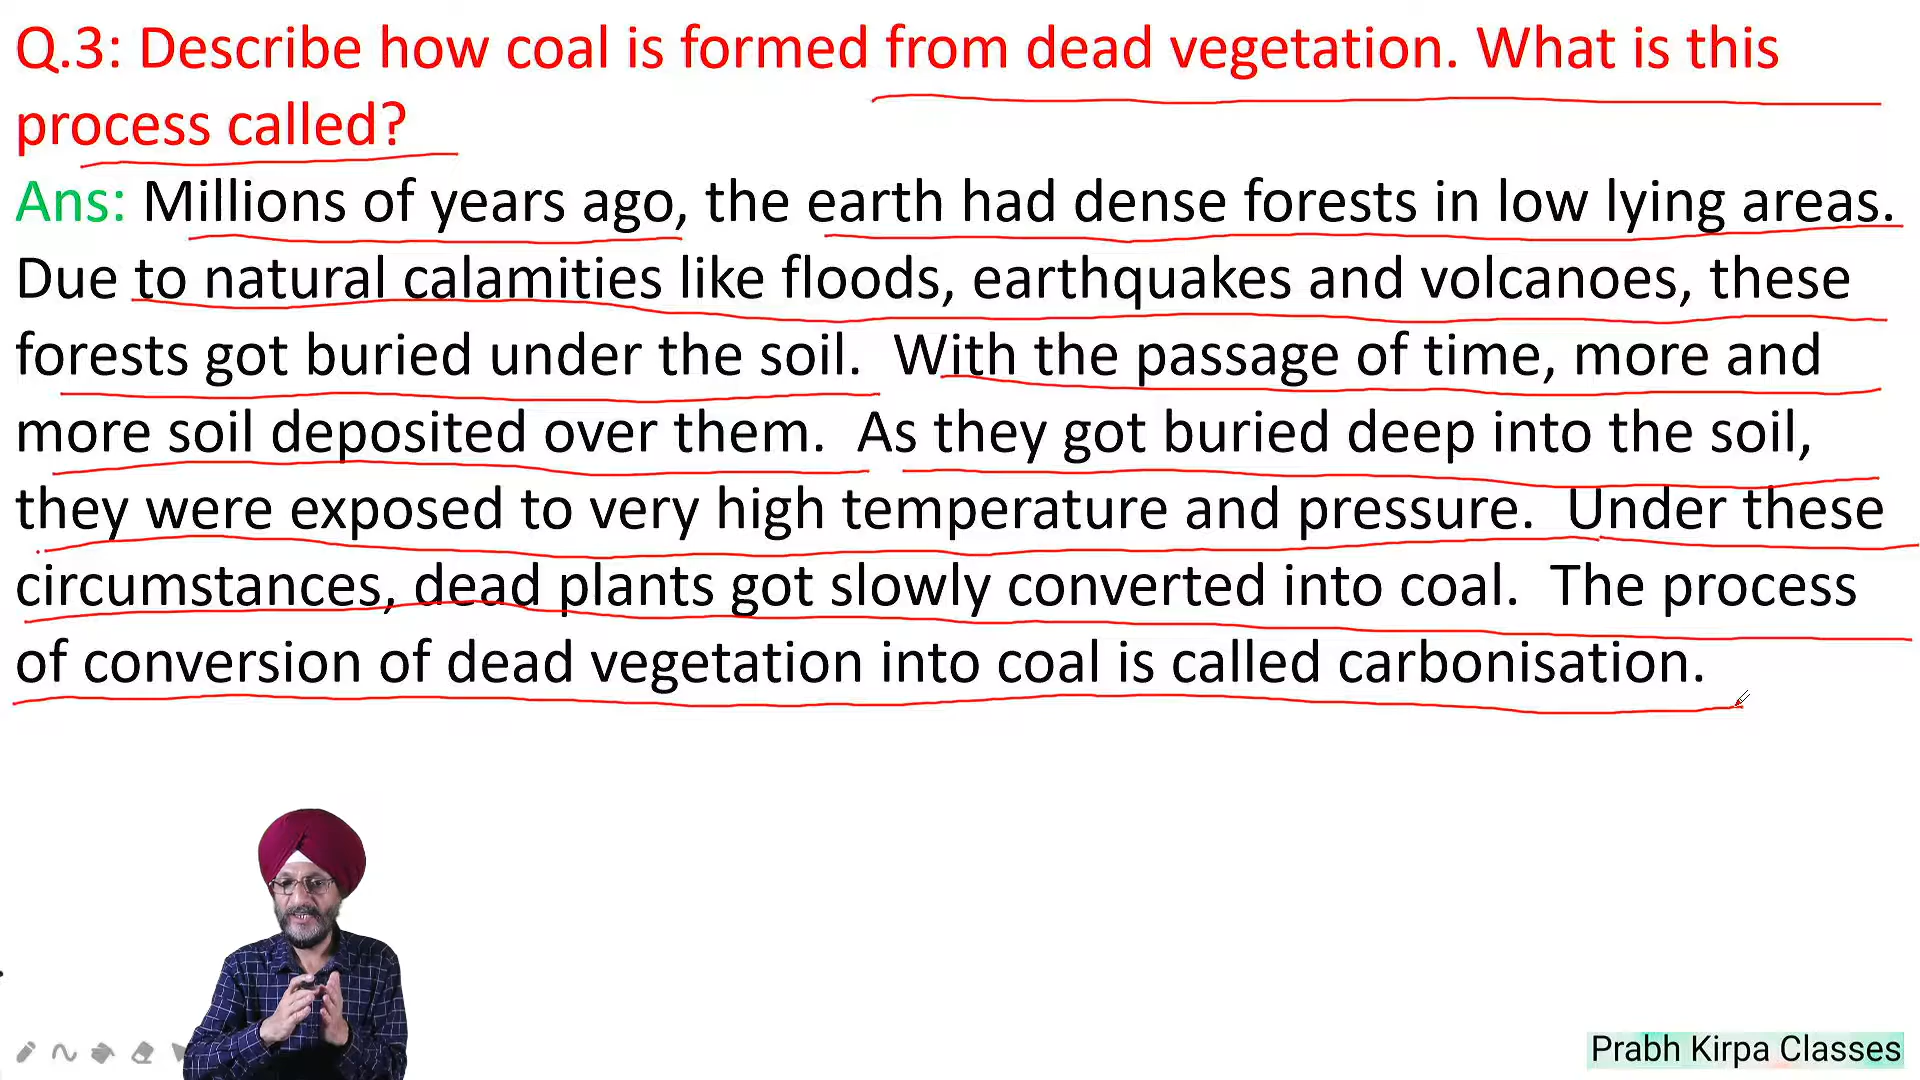 Q.3: Describe how coal is formed from dead vegetation. What is this
process called?
Ans: Millions of years ago, the earth had dense forests in low lying areas.
Due to natural calamities like floods, earthquakes and volcanoes, these
forests got buried under the soil. With the passage of time, more and
more soil deposited over them. As they got buried deep into the soil,
they were exposed to very high temperature and pressure. Under these
circumstances, dead plants got slowly converted into coal. The process
of conversion of dead vegetation into coal is called carbonisation.
Prabh Kirpa Classes